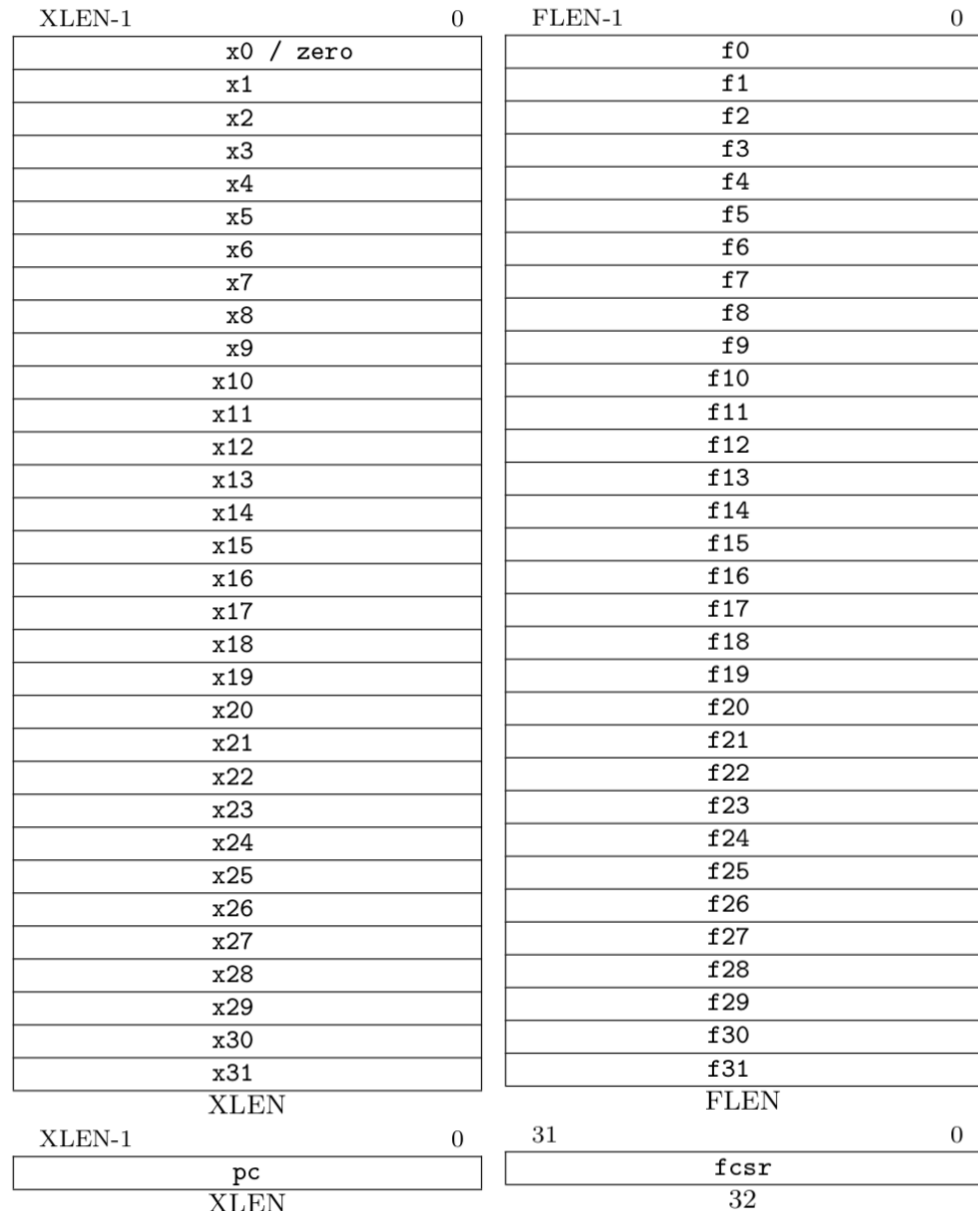 XLEN-1 0
x0 / zero
x1
x2
x3
x4
x5
x6
x7
x8
x9
x10
x11
x12
x13
x14
x15
x16
x17
x18
x19
x20
x21
x22
x23
x24
x25
x26
x27
x28
x29
x30
x31
XLEN
XLEN-1 0
pc
XLEN
FLEN-1 0
f0
f1
f2
f3
f4
f5
f6
f7
f8
f9
f10
f11
f12
f13
f14
f15
f16
f17
f18
f19
f20
f21
f22
f23
f24
f25
f26
f27
f28
f29
f30
f31
FLEN
31 0
fcsr
32